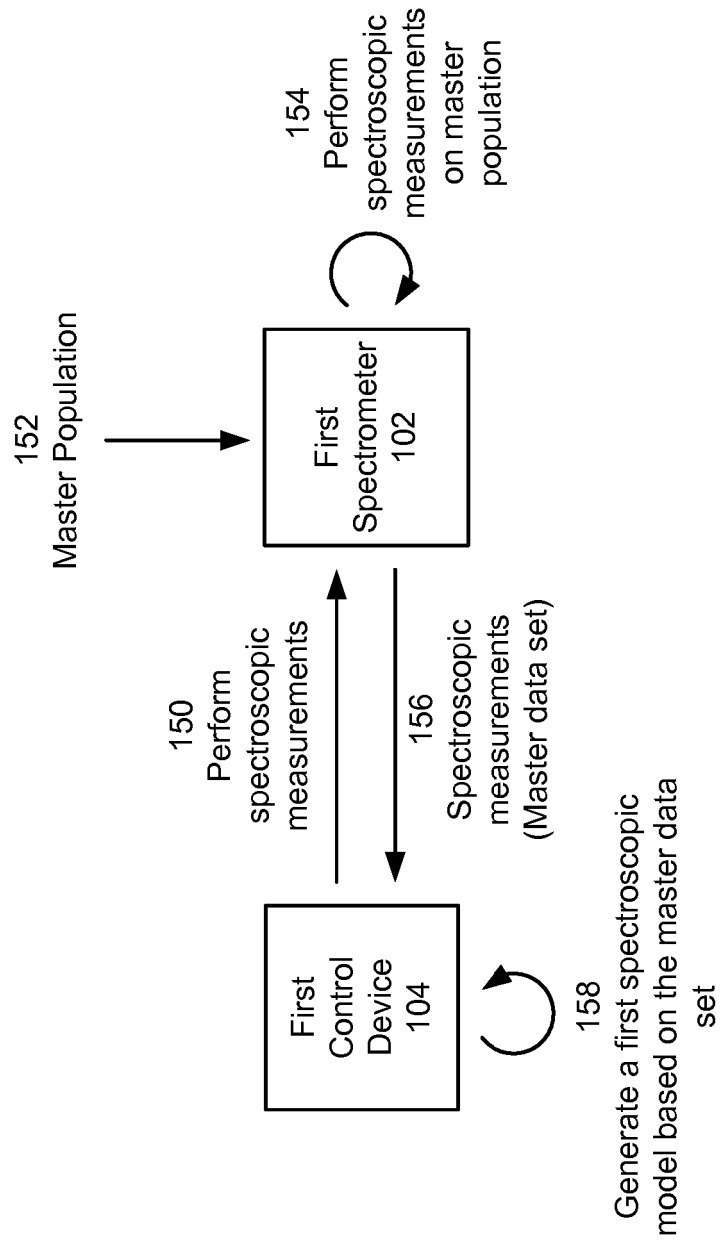 152
Master Population
150
Perform
spectroscopic
measurements
First
Spectrometer
102
154
Perform
spectroscopic
measurements
on master
population
156
Spectroscopic
measurements
(Master data set)
First
Control
Device
104
158
Generate a first spectroscopic
model based on the master data
set